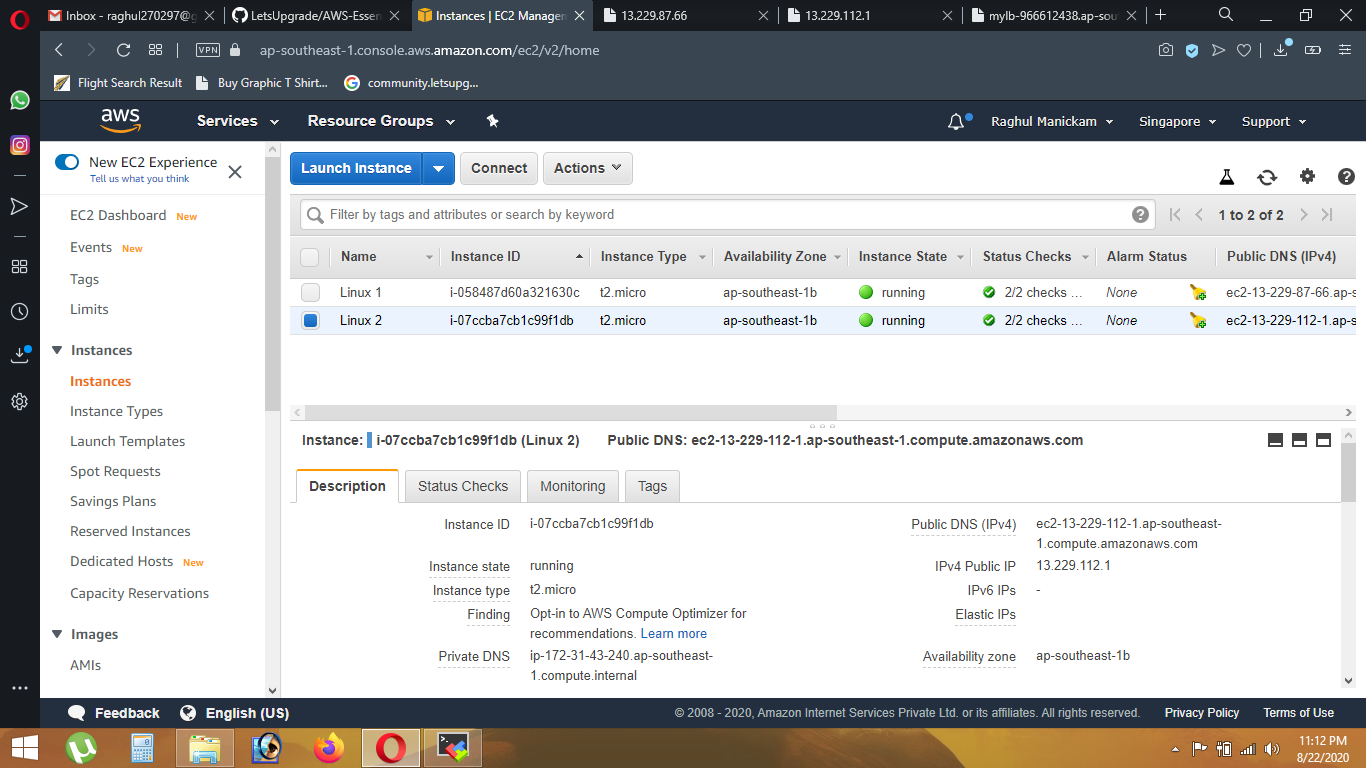 Inbox - raghul270297@g
LetsUpgrade/AWS-Essen
Instances | EC2 Manager
13.229.87.66
13.229.112.1
mylb-966612438.ap-sou
VPN
ap-southeast-1.console.aws.amazon.com/ec2/v2/home
Flight Search Result
Buy Graphic T Shirt...
community.letsupg...
aws
Services
Resource Groups
Raghul Manickam
Singapore
Support
New EC2 Experience
Tell us what you think
EC2 Dashboard New
Events New
Tags
Limits
Instances
Instances
Instance Types
Launch Templates
Spot Requests
Savings Plans
Reserved Instances
Dedicated Hosts New
Capacity Reservations
Images
AMIs
Launch Instance
Connect
Actions
Filter by tags and attributes or search by keyword
1 to 2 of 2
Name Instance ID Instance Type Availability Zone Instance State Status Checks Alarm Status Public DNS (IPv4)
Linux 1 i-058487d60a321630c t2.micro ap-southeast-1b running 2/2 checks ... None ec2-13-229-87-66.ap-s
Linux 2 i-07ccba7cb1c99f1db t2.micro ap-southeast-1b running 2/2 checks ... None ec2-13-229-112-1.ap-s
Instance: i-07ccba7cb1c99f1db (Linux 2) Public DNS: ec2-13-229-112-1.ap-southeast-1.compute.amazonaws.com
Description
Status Checks
Monitoring
Tags
Instance ID i-07ccba7cb1c99f1db
Instance state running
Instance type t2.micro
Finding Opt-in to AWS Compute Optimizer for
recommendations. Learn more
Private DNS ip-172-31-43-240.ap-southeast-
1.compute.internal
Public DNS (IPv4) ec2-13-229-112-1.ap-southeast-
1.compute.amazonaws.com
IPv4 Public IP 13.229.112.1
IPv6 IPs -
Elastic IPs
Availability zone ap-southeast-1b
Feedback
English (US)
© 2008 - 2020, Amazon Internet Services Private Ltd. or its affiliates. All rights reserved.
Privacy Policy
Terms of Use
11:12 PM
8/22/2020